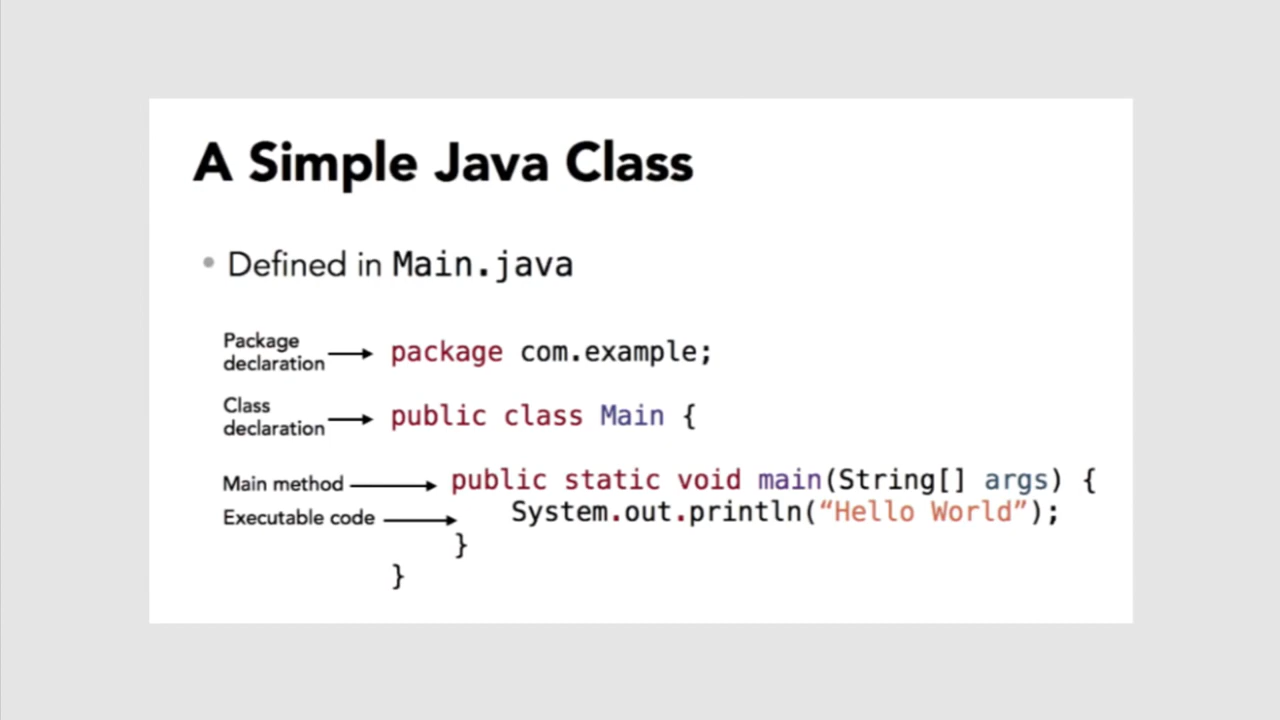 A Simple Java Class
• Defined in Main.java
Package
declaration
package com.example;
Class
declaration
public class Main {
Main method
public static void main(String[] args) {
Executable code
System.out.println(“Hello World”);
}
}